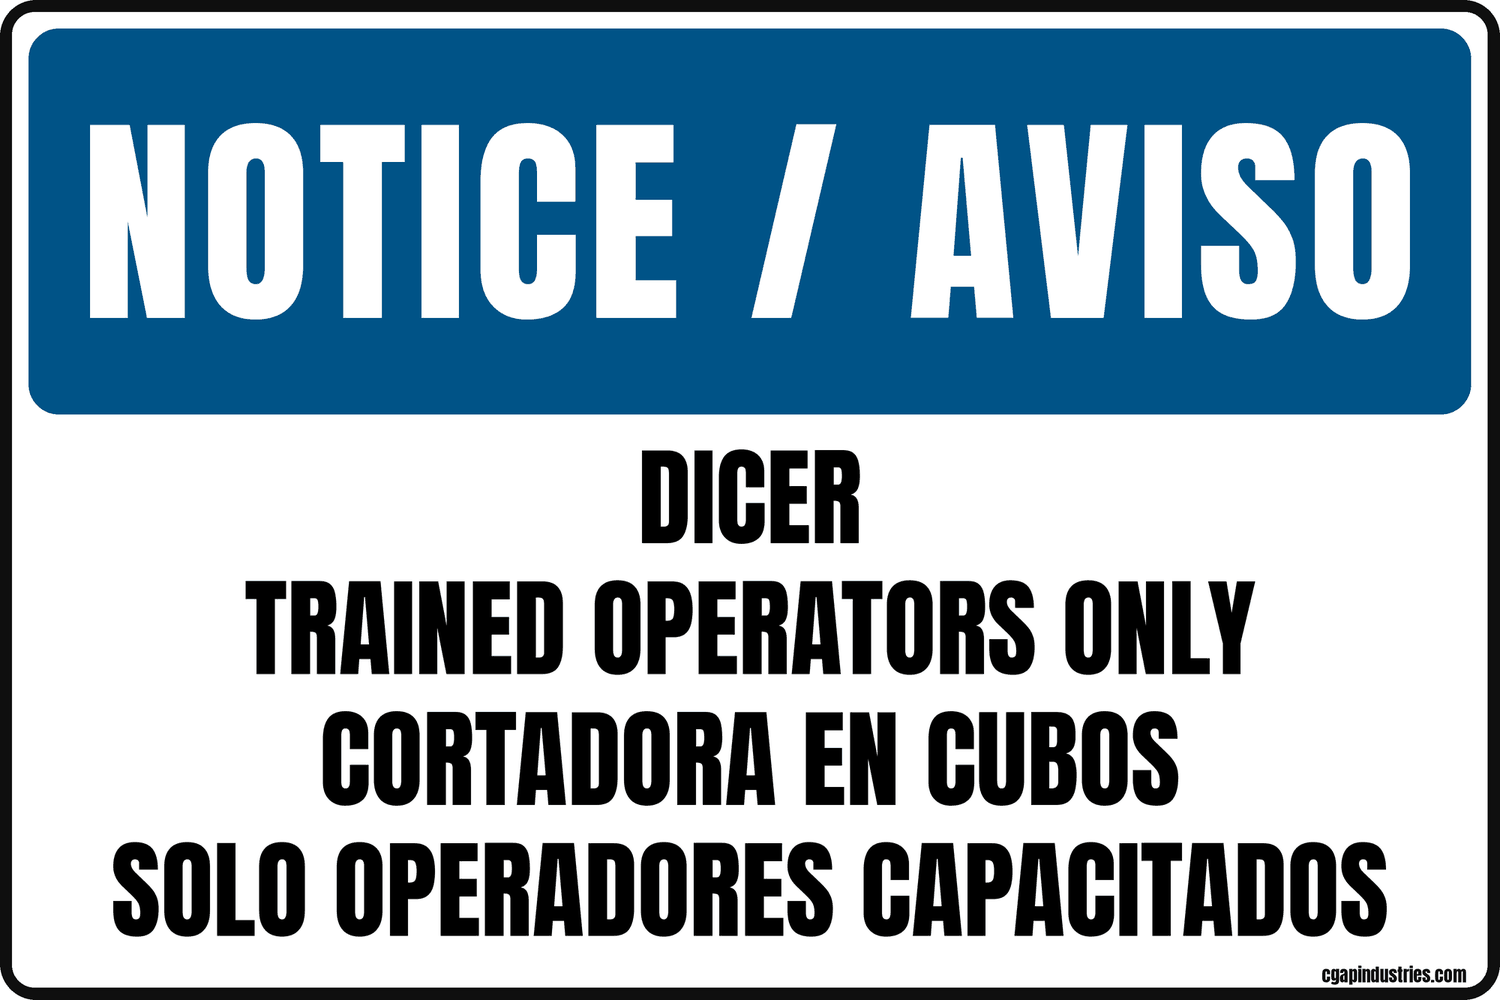 NOTICE / AVISO
DICER
TRAINED OPERATORS ONLY
CORTADORA EN CUBOS
SOLO OPERADORES CAPACITADOS
cgapindustries.com